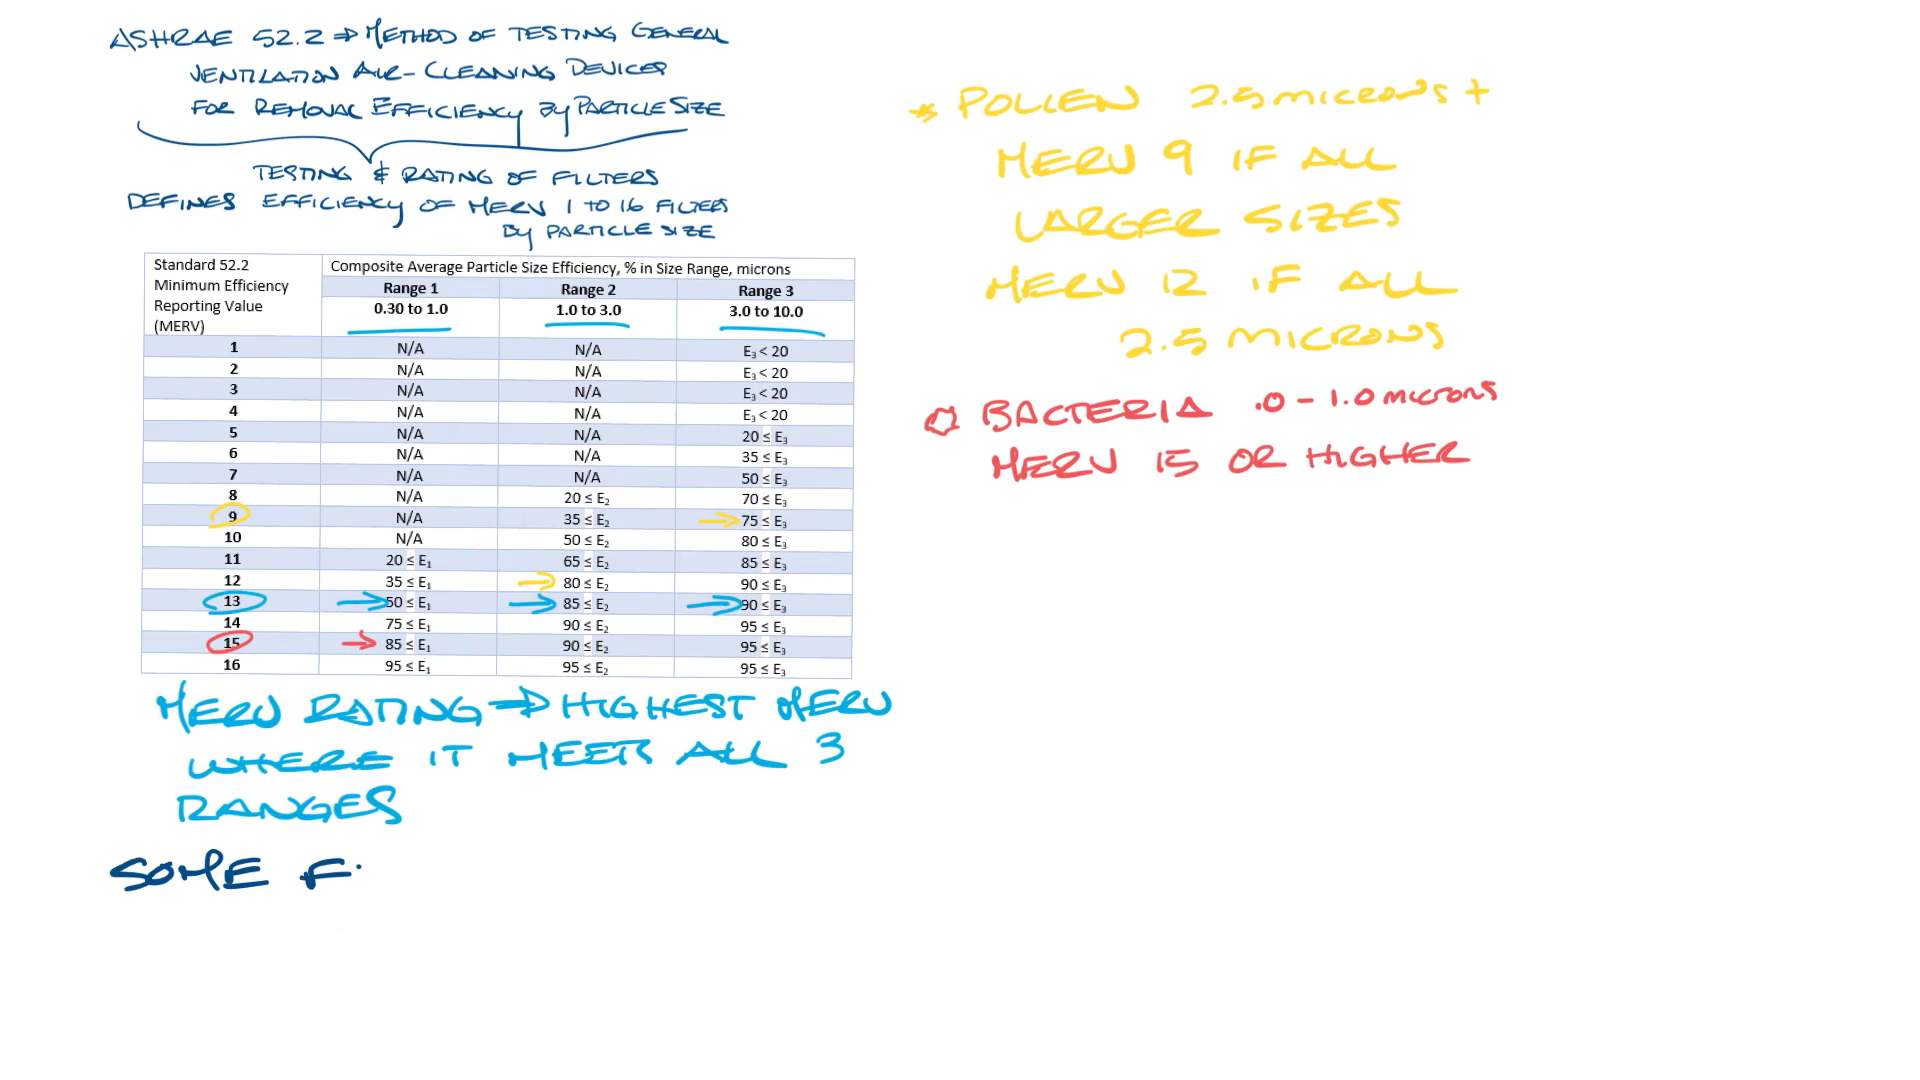 ASHRAE 52.2 ⇒ METHOD OF TESTING GENERAL
VENTILATION AIR-CLEANING DEVICES
FOR REMOVAL EFFICIENCY BY PARTICLE SIZE
TESTING & RATING OF FILTERS
DEFINES EFFICIENCY OF MERV 1 TO 16 FILTERS
BY PARTICLE SIZE
Standard 52.2 Minimum Efficiency Reporting Value (MERV) Composite Average Particle Size Efficiency, % in Size Range, microns
Range 1 Range 2 Range 3
0.30 to 1.0 1.0 to 3.0 3.0 to 10.0
1 N/A N/A E₃ < 20
2 N/A N/A E₃ < 20
3 N/A N/A E₃ < 20
4 N/A N/A E₃ < 20
5 N/A N/A 20 ≤ E₃
6 N/A N/A 35 ≤ E₃
7 N/A N/A 50 ≤ E₃
8 N/A 20 ≤ E₂ 70 ≤ E₃
9 N/A 35 ≤ E₂ → 75 ≤ E₃
10 N/A 50 ≤ E₂ 80 ≤ E₃
11 20 ≤ E₁ 65 ≤ E₂ 85 ≤ E₃
12 35 ≤ E₁ → 80 ≤ E₂ 90 ≤ E₃
13 → 50 ≤ E₁ → 85 ≤ E₂ → 90 ≤ E₃
14 75 ≤ E₁ 90 ≤ E₂ 95 ≤ E₃
15 → 85 ≤ E₁ 90 ≤ E₂ 95 ≤ E₃
16 95 ≤ E₁ 95 ≤ E₂ 95 ≤ E₃
MERV RATING → HIGHEST MERV
WHERE IT MEETS ALL 3
RANGES
SOME F
* POLLEN 2.5 MICRONS +
MERV 9 IF ALL
LARGER SIZES
MERV 12 IF ALL
2.5 MICRONS
BACTERIA .0 - 1.0 MICRONS
MERV 15 OR HIGHER